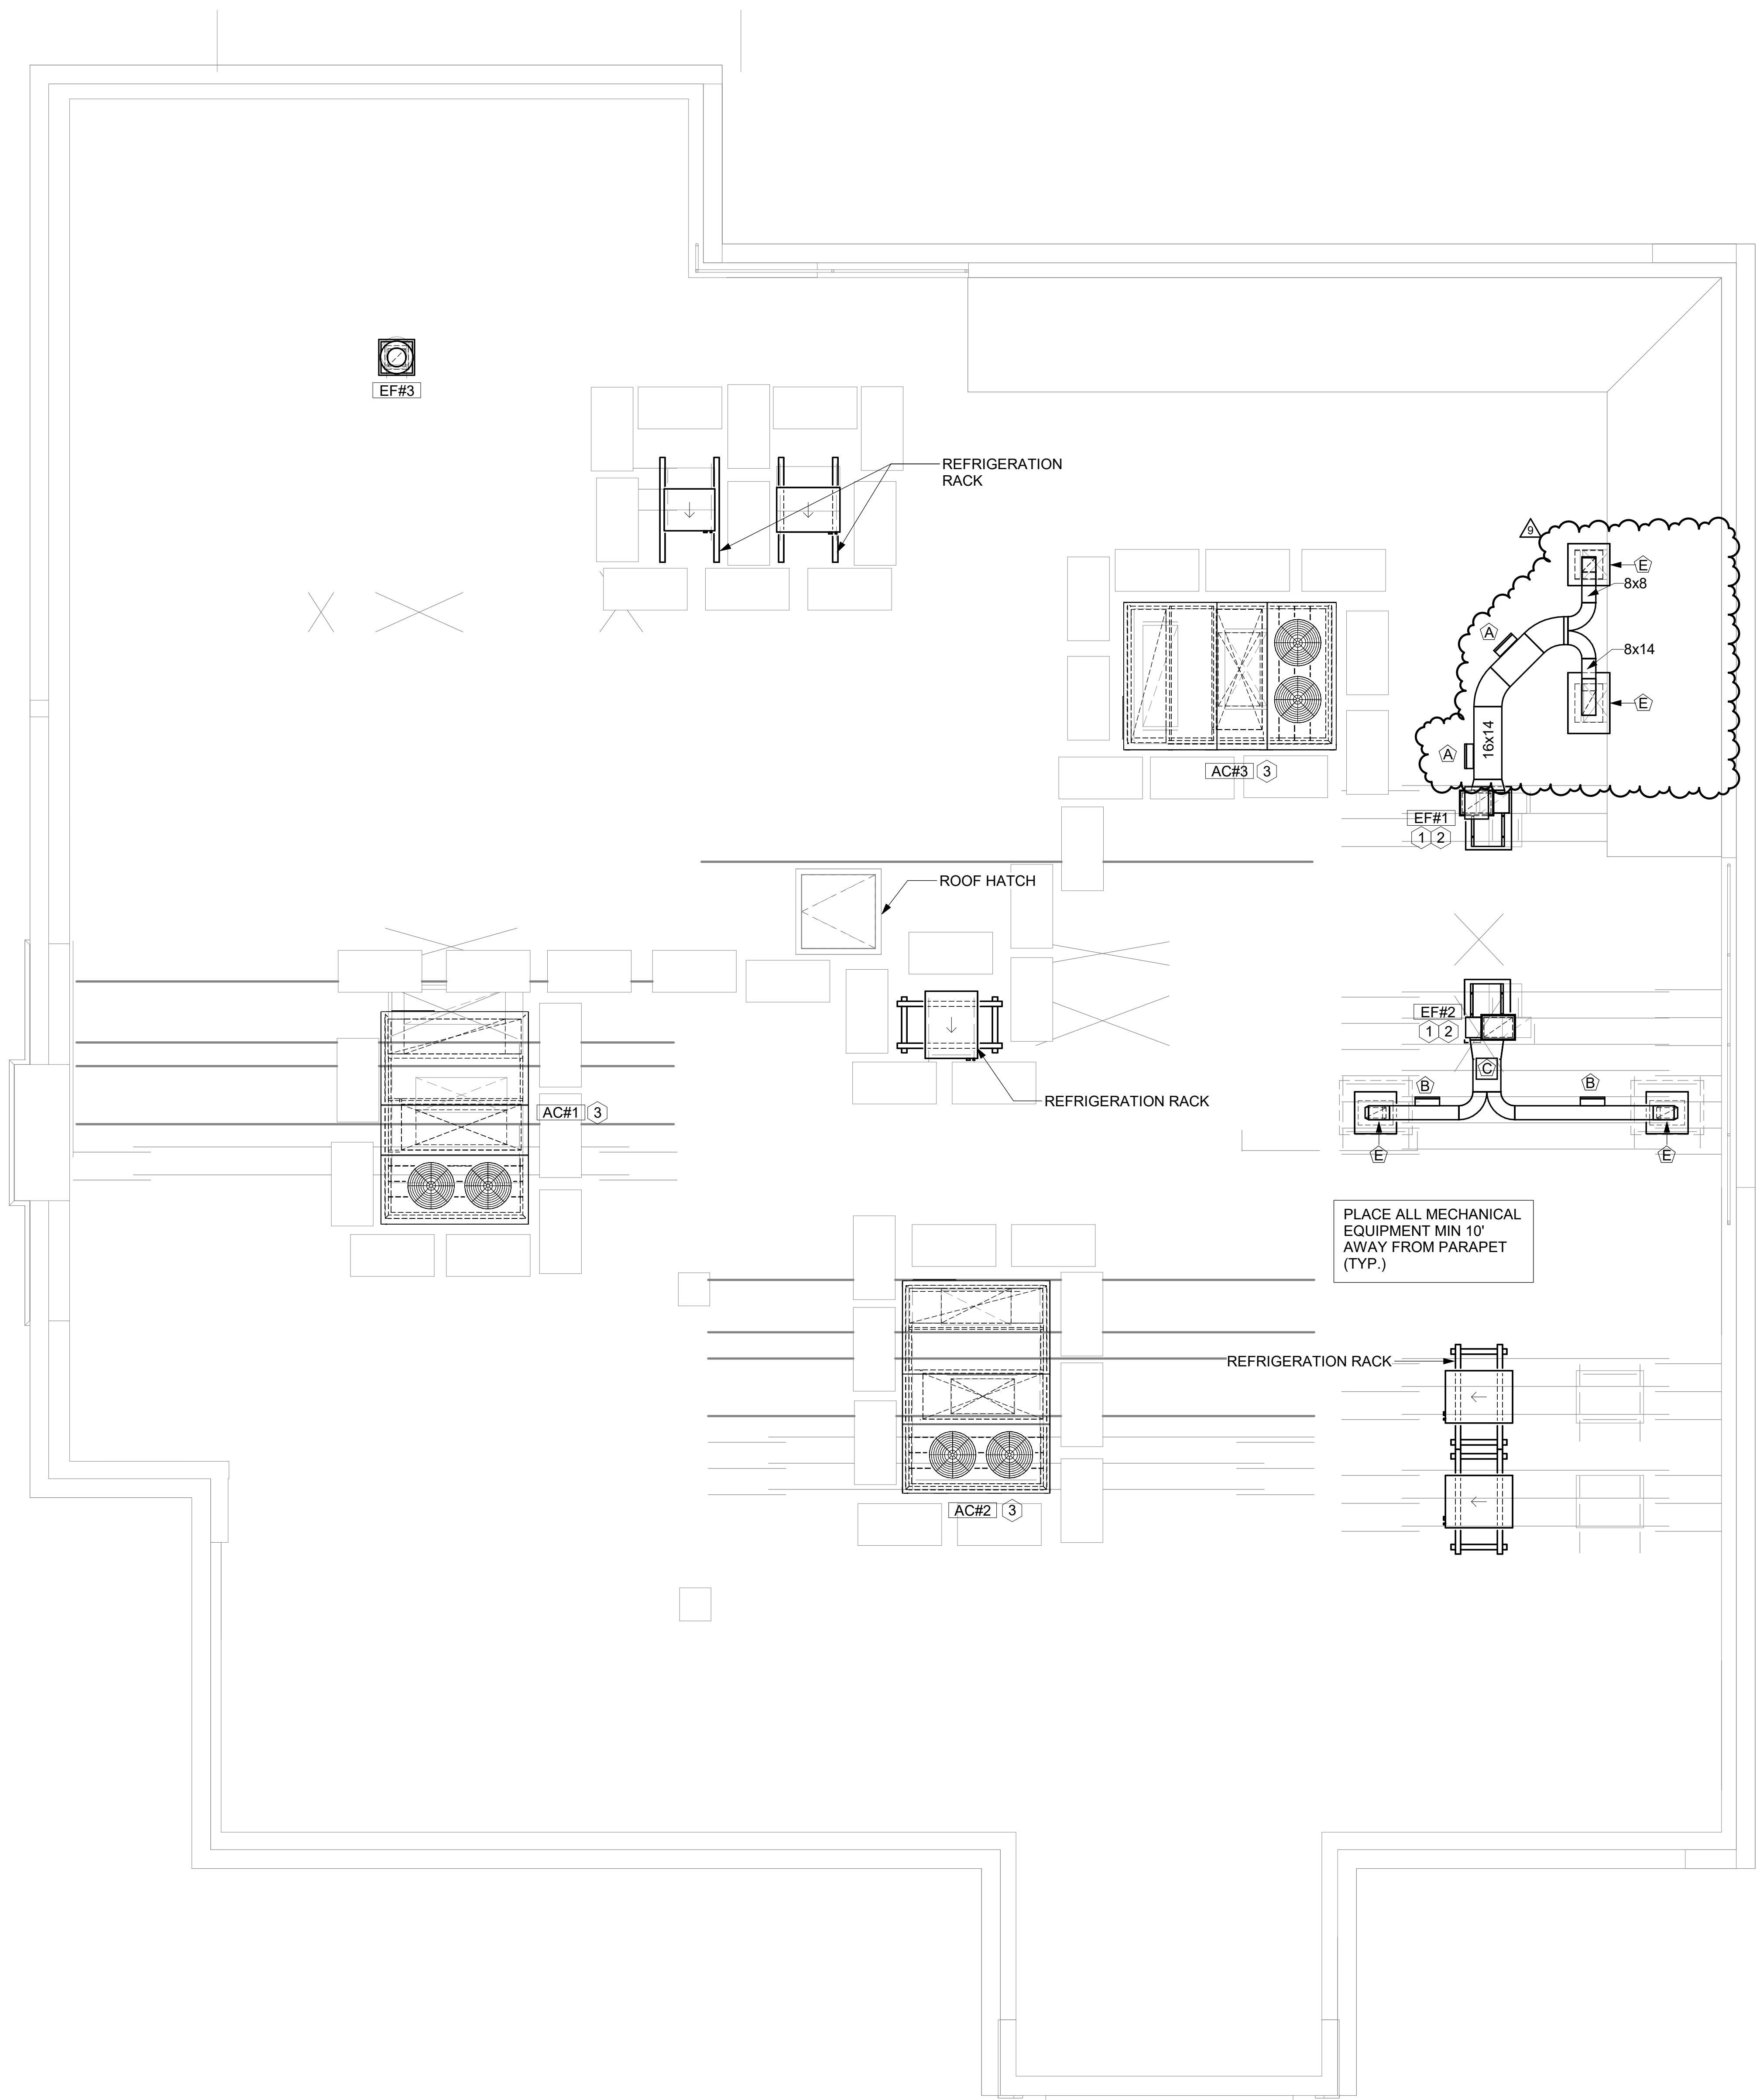 EF#3
REFRIGERATION
RACK
9
E
8x8
A
8x14
E
16x14
A
AC#3 3
EF#1
1 2
ROOF HATCH
EF#2
1 2
C
B
B
REFRIGERATION RACK
AC#1 3
E
E
PLACE ALL MECHANICAL
EQUIPMENT MIN 10'
AWAY FROM PARAPET
(TYP.)
REFRIGERATION RACK
AC#2 3